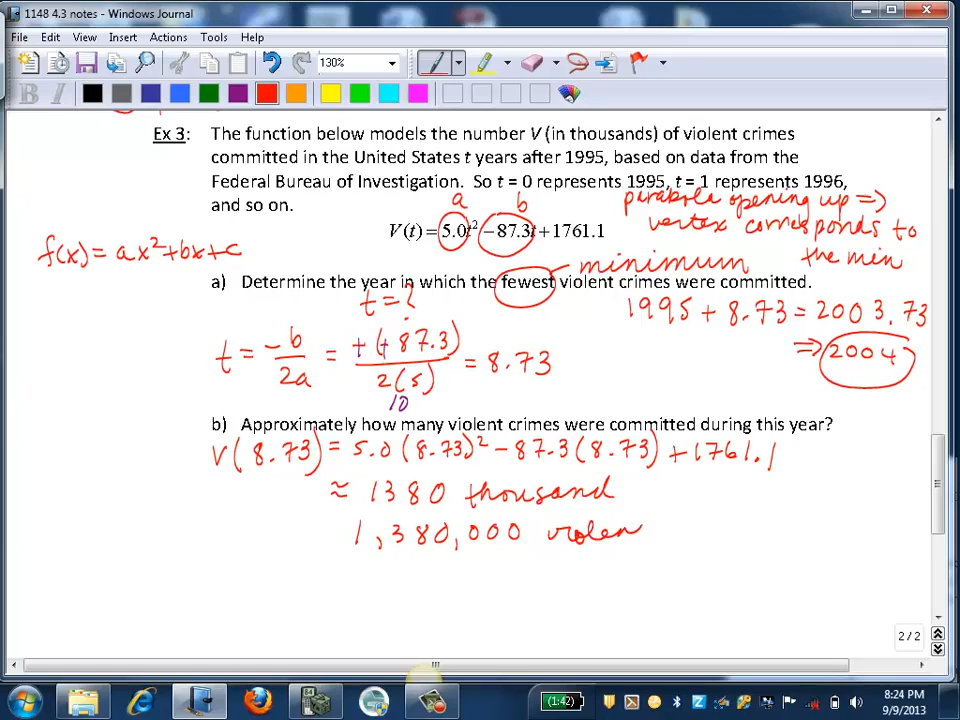 1148 4.3 notes - Windows Journal
File Edit View Insert Actions Tools Help
130%
B I
Ex 3: The function below models the number V (in thousands) of violent crimes
committed in the United States t years after 1995, based on data from the
Federal Bureau of Investigation. So t = 0 represents 1995, t = 1 represents 1996,
and so on.
a b
parabola opening up =>
vertex corresponds to
the min
V(t) = 5.0t² − 87.3t + 1761.1
f(x) = ax² + bx + c
minimum
a) Determine the year in which the fewest violent crimes were committed.
t = ?
1995 + 8.73 = 2003.73
=> 2004
t = -b/2a = +(+87.3)/2(5) = 8.73
10
b) Approximately how many violent crimes were committed during this year?
V(8.73) = 5.0(8.73)² − 87.3(8.73) + 1761.1
≈ 1380 thousand
1,380,000 violen
2 / 2
(1:42)
8:24 PM
9/9/2013